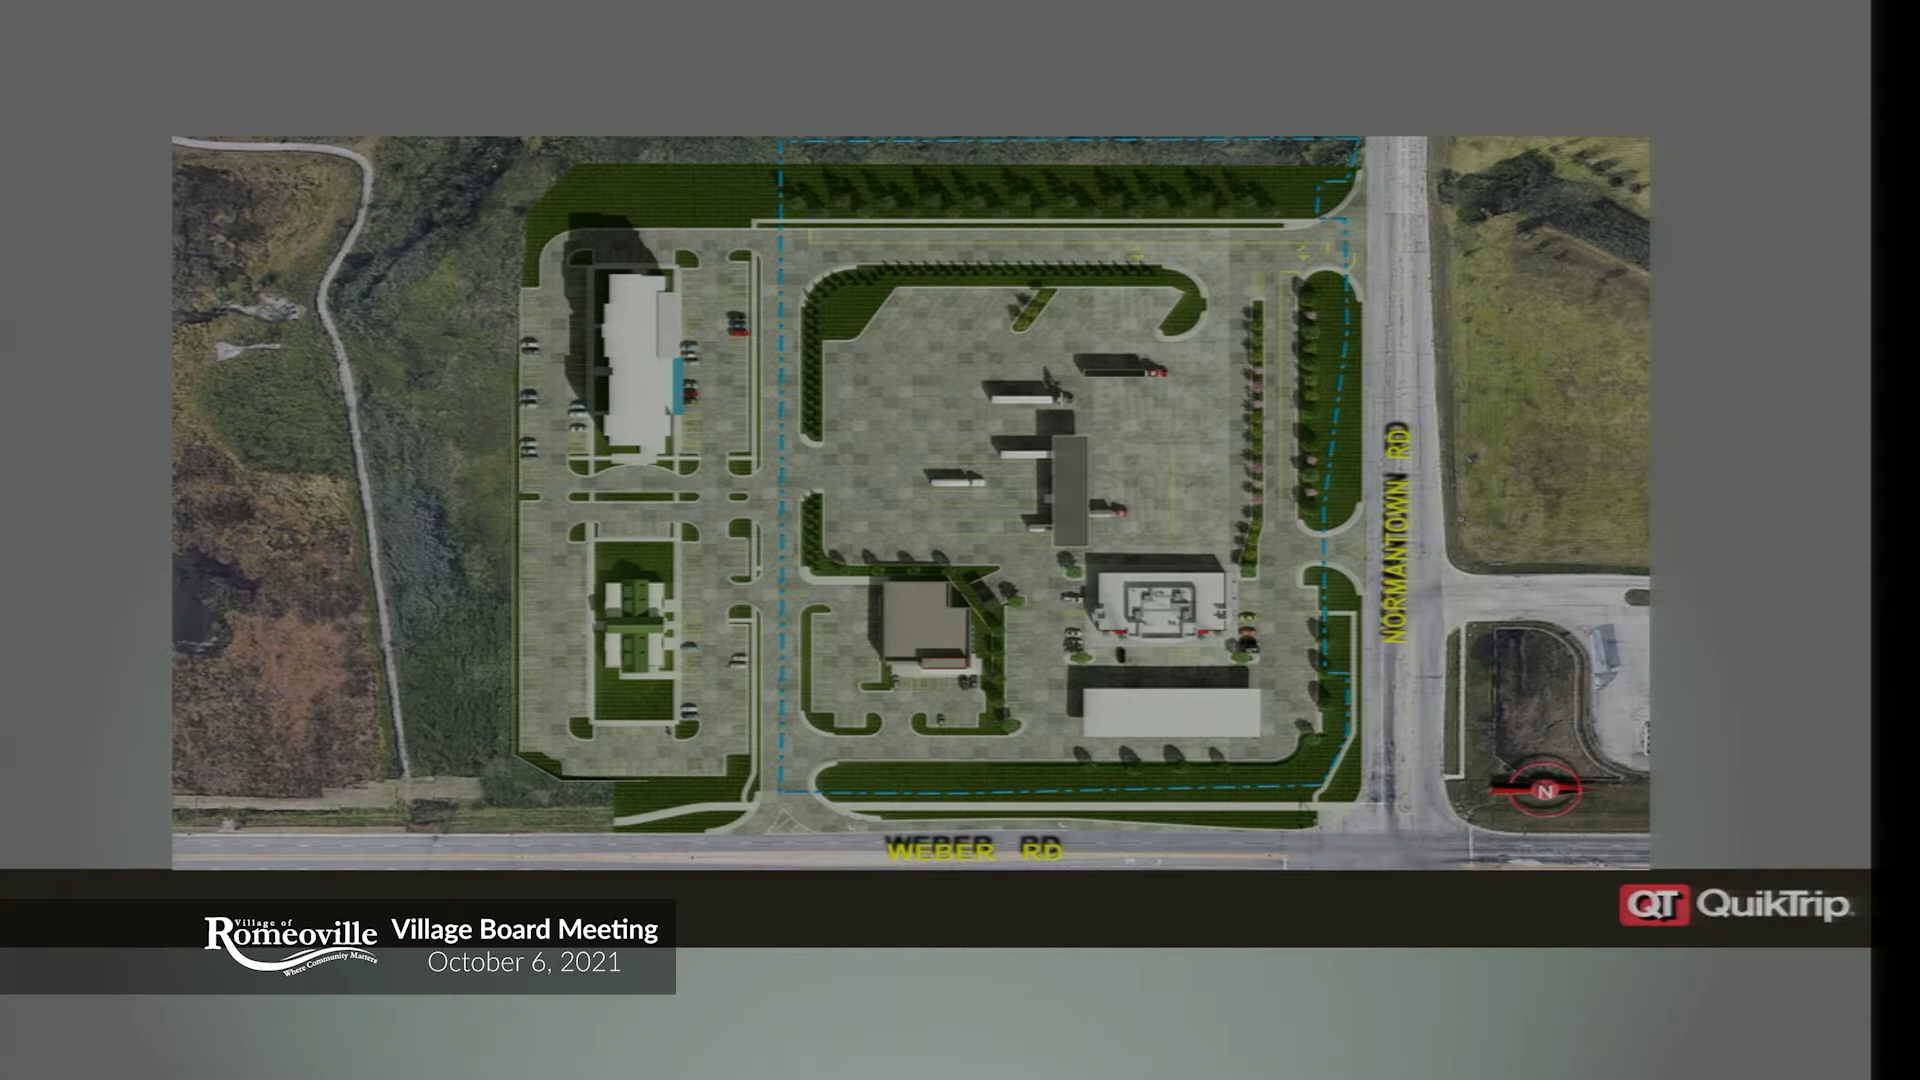 NORMANTOWN RD
WEBER RD
N
QT QuikTrip
Village of
Romeoville
Where Community Matters
Village Board Meeting
October 6, 2021